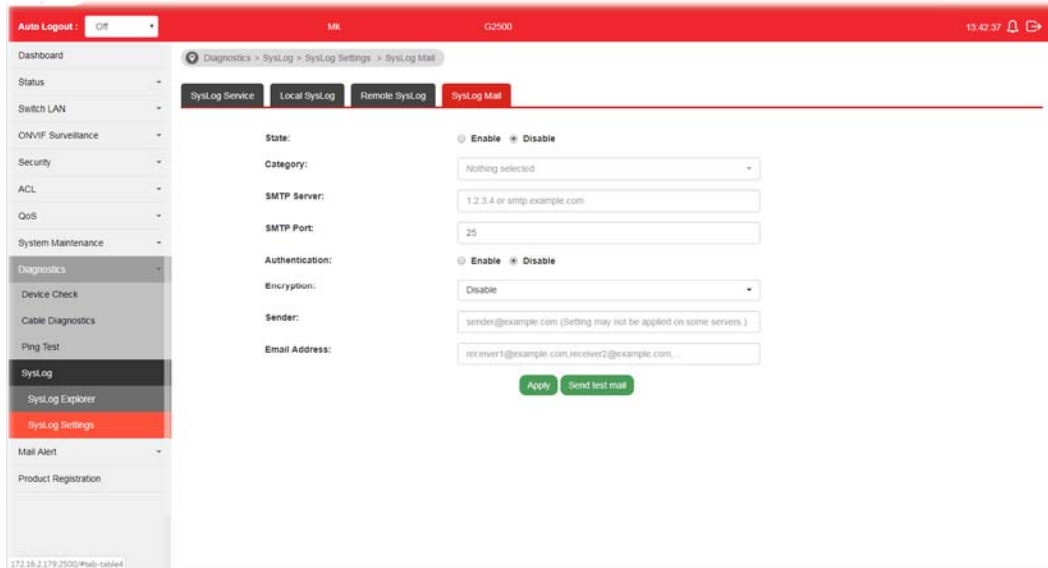 Auto Logout : Off Mk G2500 13:42:37
Dashboard
Status
Switch LAN
ONVIF Surveillance
Security
ACL
QoS
System Maintenance
Diagnostics
Device Check
Cable Diagnostics
Ping Test
SysLog
SysLog Explorer
SysLog Settings
Mail Alert
Product Registration
Diagnostics > SysLog > SysLog Settings > SysLog Mail
SysLog Service Local SysLog Remote SysLog SysLog Mail
State: Enable Disable
Category: Nothing selected
SMTP Server: 1.2.3.4 or smtp.example.com
SMTP Port: 25
Authentication: Enable Disable
Encryption: Disable
Sender: sender@example.com (Setting may not be applied on some servers.)
Email Address: receiver1@example.com,receiver2@example.com,...
Apply Send test mail
172.16.2.179:2500/#tab-table4